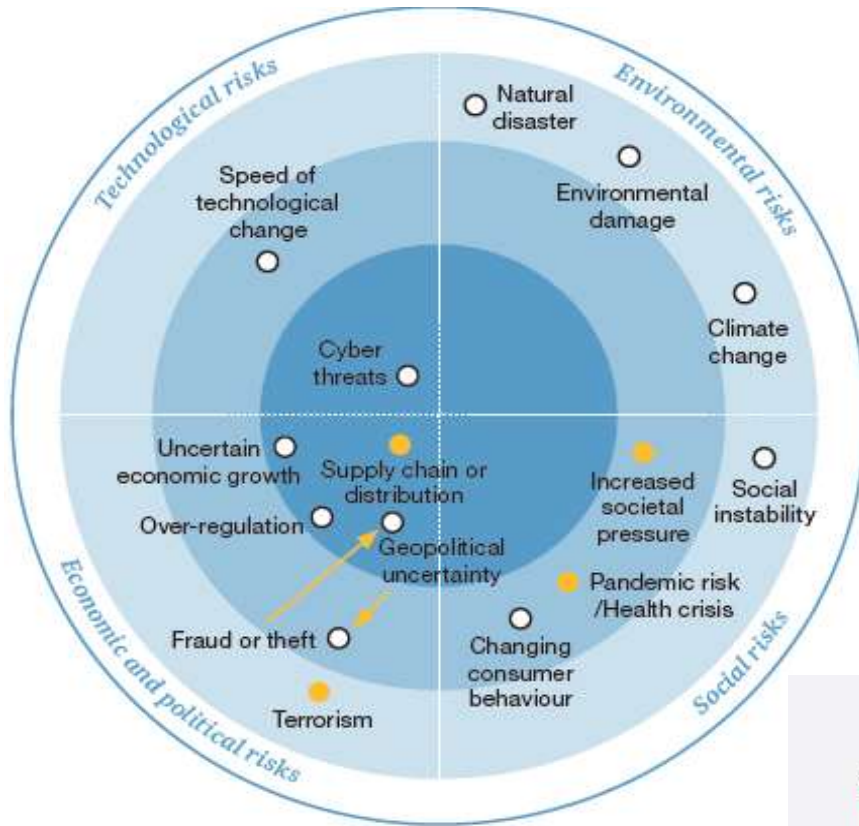 Technological risks
Environmental risks
Natural
disaster
Environmental
damage
Speed of
technological
change
Climate
change
Cyber
threats
Uncertain
economic growth
Supply chain or
distribution
Increased
societal
pressure
Social
instability
Over-regulation
Geopolitical
uncertainty
Pandemic risk
/Health crisis
Fraud or theft
Changing
consumer
behaviour
Terrorism
Economic and political risks
Social risks